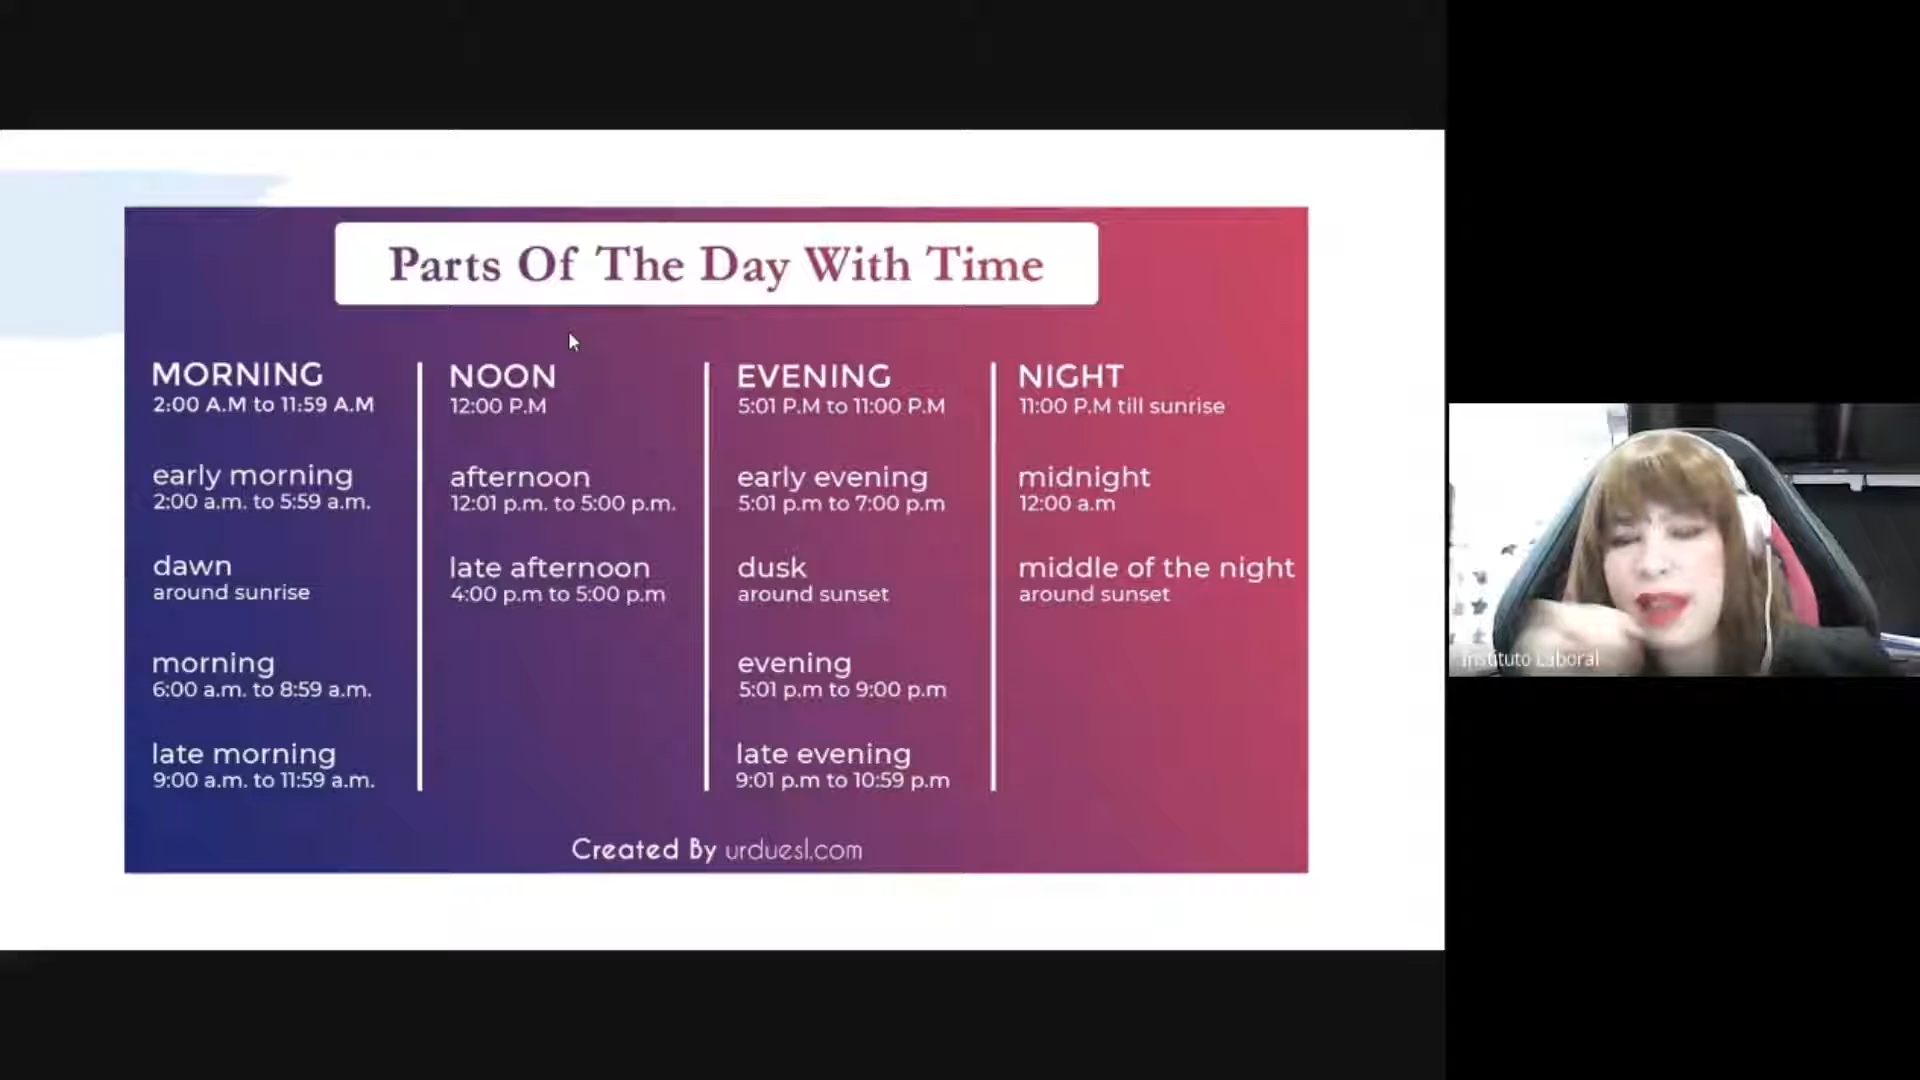 Parts Of The Day With Time
MORNING
2:00 A.M to 11:59 A.M
early morning
2:00 a.m. to 5:59 a.m.
dawn
around sunrise
morning
6:00 a.m. to 8:59 a.m.
late morning
9:00 a.m. to 11:59 a.m.
NOON
12:00 P.M
afternoon
12:01 p.m. to 5:00 p.m.
late afternoon
4:00 p.m to 5:00 p.m
EVENING
5:01 P.M to 11:00 P.M
early evening
5:01 p.m to 7:00 p.m
dusk
around sunset
evening
5:01 p.m to 9:00 p.m
late evening
9:01 p.m to 10:59 p.m
NIGHT
11:00 P.M till sunrise
midnight
12:00 a.m
middle of the night
around sunset
Created By urduesl.com
Instituto Laboral